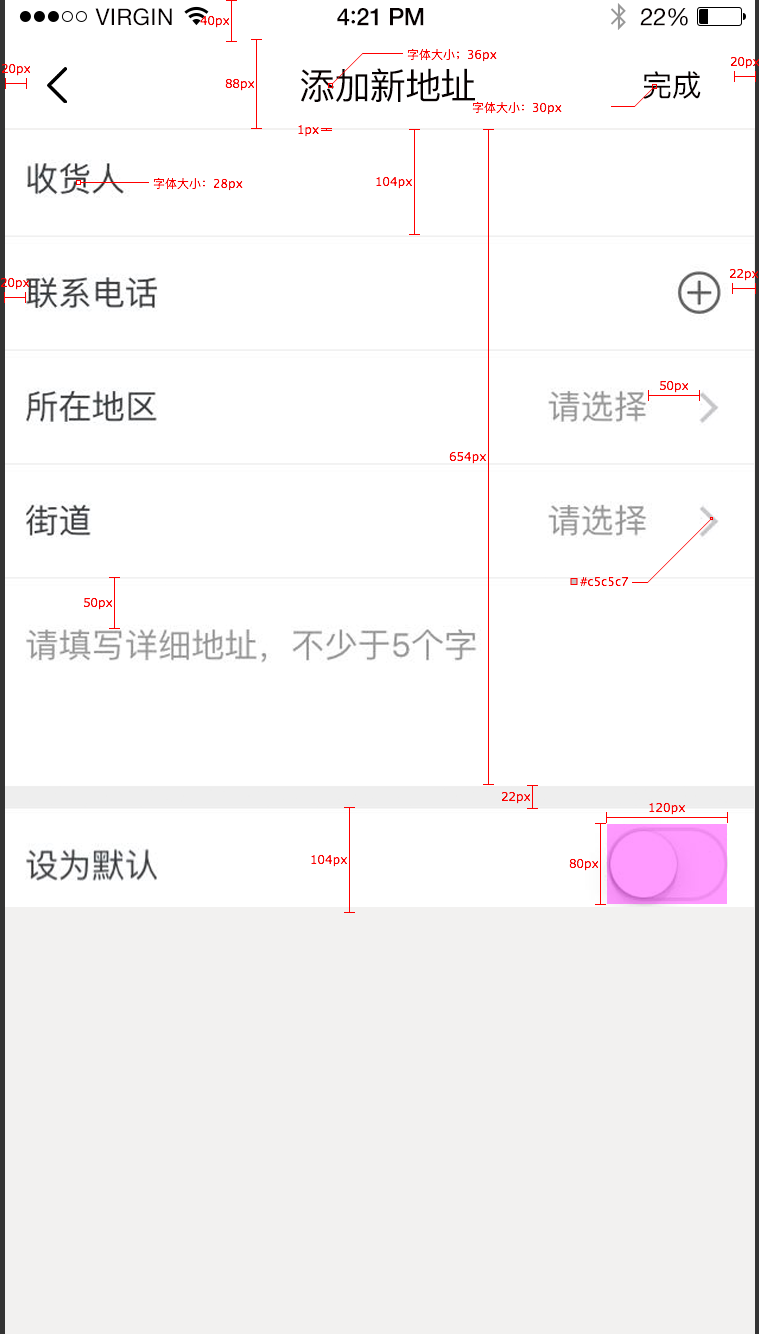 VIRGIN 4:21 PM 22%
40px
字体大小；36px
20px 88px 添加新地址 完成 20px
字体大小：30px
1px
收货人 字体大小：28px 104px
20px 联系电话 22px
50px
所在地区 请选择
654px
街道 请选择
#c5c5c7
50px
请填写详细地址，不少于5个字
22px
120px
设为默认 104px 80px